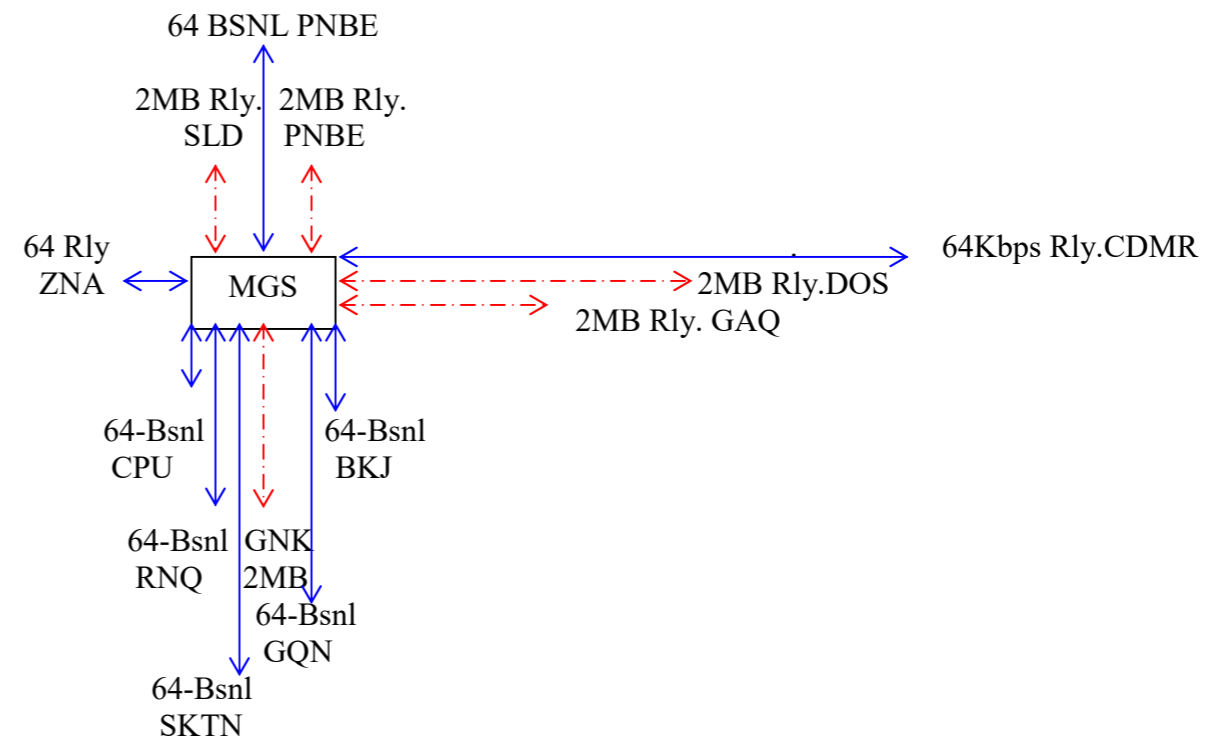 64 BSNL PNBE
2MB Rly.
SLD
2MB Rly.
PNBE
64 Rly
ZNA
MGS
64Kbps Rly.CDMR
2MB Rly.DOS
2MB Rly. GAQ
64-Bsnl
CPU
64-Bsnl
BKJ
64-Bsnl
RNQ
GNK
2MB
64-Bsnl
GQN
64-Bsnl
SKTN